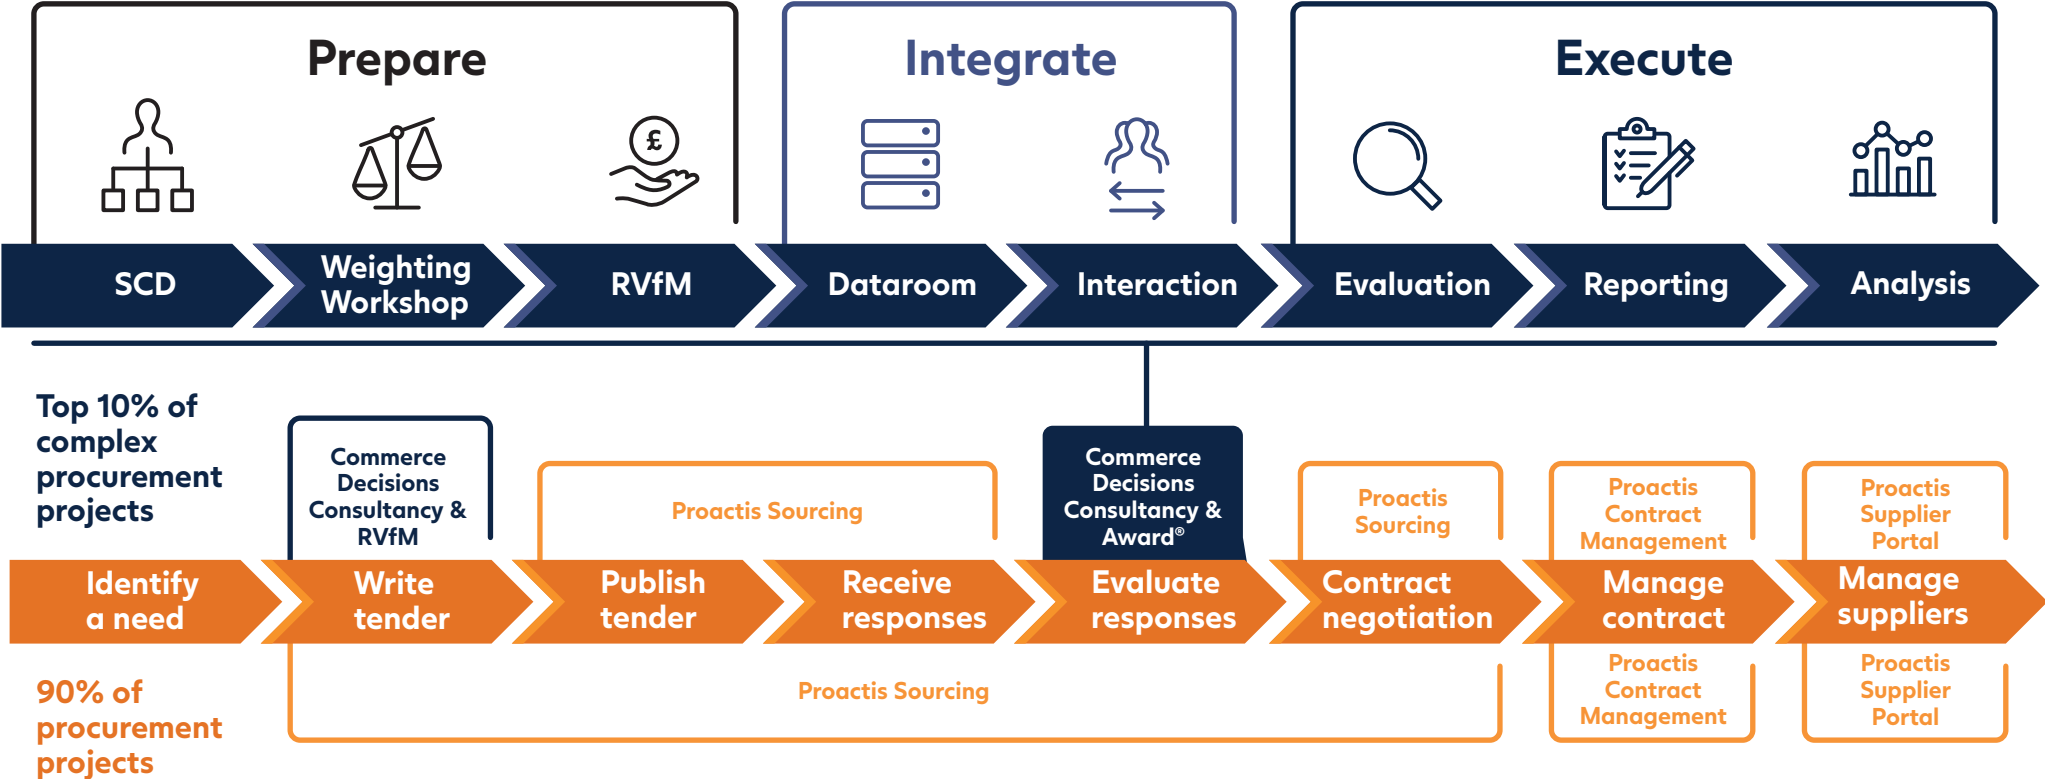 Prepare
Integrate
Execute
£
SCD
Weighting
Workshop
RVfM
Dataroom
Interaction
Evaluation
Reporting
Analysis
Top 10% of
complex
procurement
projects
Commerce
Decisions
Consultancy &
RVfM
Proactis Sourcing
Commerce
Decisions
Consultancy &
Award®
Proactis
Sourcing
Proactis
Contract
Management
Proactis
Supplier
Portal
Identify
a need
Write
tender
Publish
tender
Receive
responses
Evaluate
responses
Contract
negotiation
Manage
contract
Manage
suppliers
90% of
procurement
projects
Proactis Sourcing
Proactis
Contract
Management
Proactis
Supplier
Portal